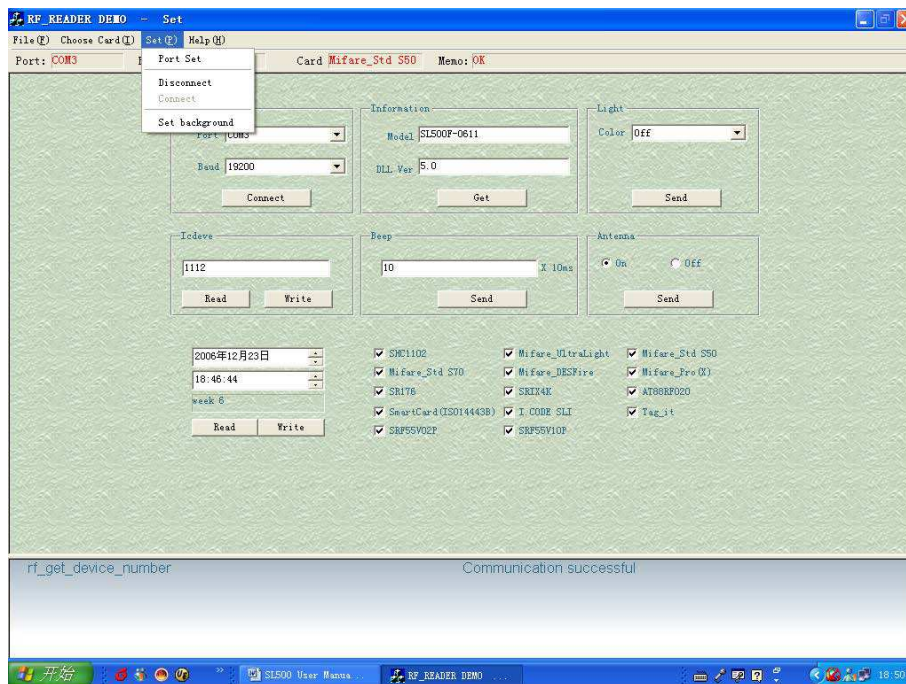 RF_READER DEMO - Set
File(F) Choose Card(I) Set(P) Help(H)
Port: COM3 Card Mifare_Std S50 Memo: OK
Port Set
Disconnect
Connect
Set background
Information
Light
Port COM3
Model SL500F-0611
Color Off
Baud 19200
DLL Ver 5.0
Connect
Get
Send
Icdeve
Beep
Antenna
1112
10 X 10ms
On Off
Read Write
Send
Send
2006年12月23日
18:46:44
week 6
Read Write
SHC1102 Mifare_UltraLight Mifare_Std S50
Mifare_Std S70 Mifare_DESFire Mifare_Pro(X)
SR176 SRIX4K AT88RF020
SmartCard(ISO14443B) I CODE SLI Tag_it
SRF55V02P SRF55V10P
rf_get_device_number Communication successful
开始 SL500 User Manua... RF_READER DEMO ... 18:50